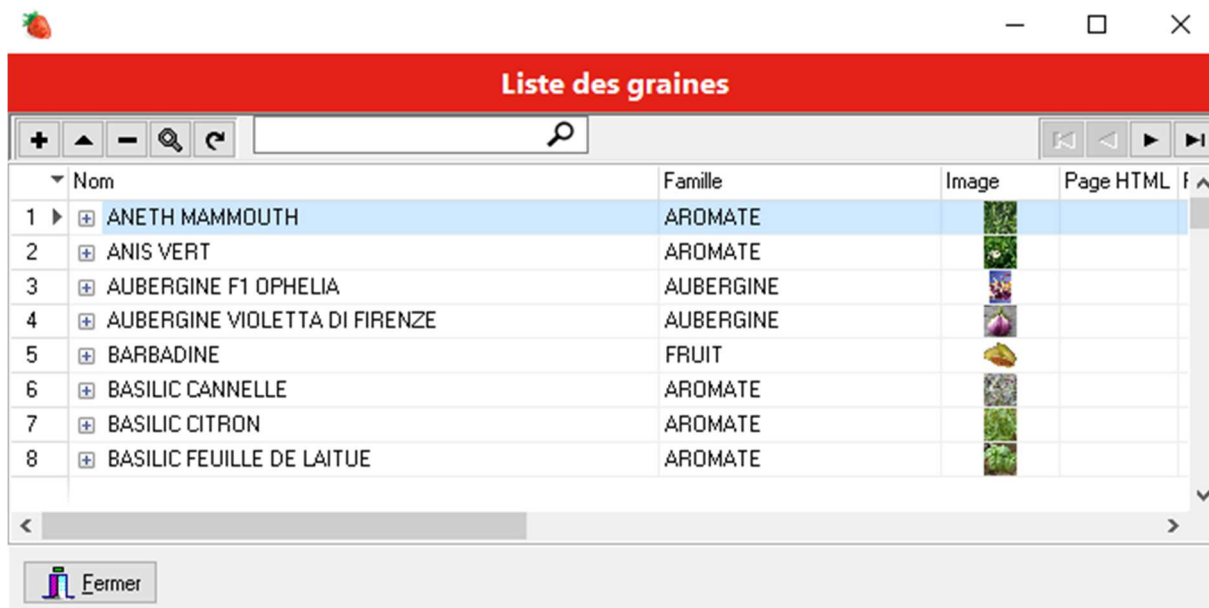 Liste des graines
Nom Famille Image Page HTML
1 ANETH MAMMOUTH AROMATE
2 ANIS VERT AROMATE
3 AUBERGINE F1 OPHELIA AUBERGINE
4 AUBERGINE VIOLETTA DI FIRENZE AUBERGINE
5 BARBADINE FRUIT
6 BASILIC CANNELLE AROMATE
7 BASILIC CITRON AROMATE
8 BASILIC FEUILLE DE LAITUE AROMATE
Fermer